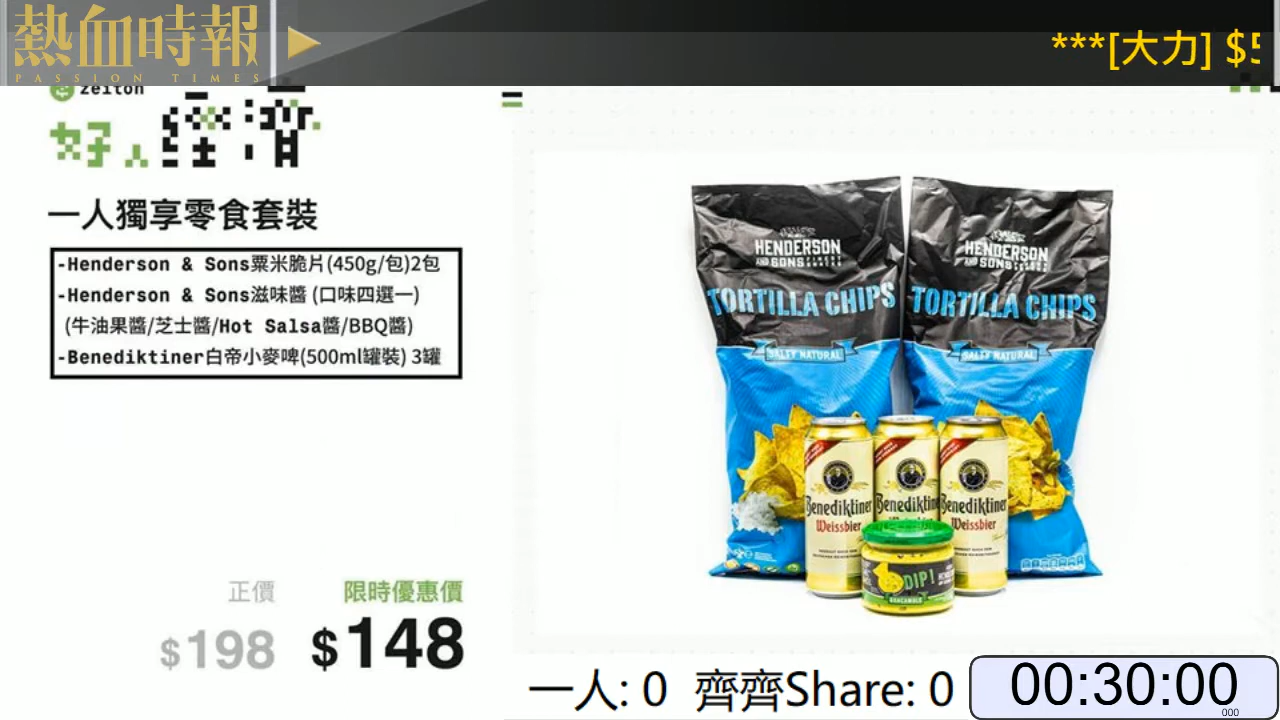 熱血時報
PASSION TIMES
***[大力] $5
zeiton
好人經濟
一人獨享零食套裝
-Henderson & Sons粟米脆片(450g/包)2包
-Henderson & Sons滋味醬 (口味四選一)
(牛油果醬/芝士醬/Hot Salsa醬/BBQ醬)
-Benediktiner白帝小麥啤(500ml罐裝) 3罐
正價
限時優惠價
$198
$148
HENDERSON
AND SONS
TORTILLA CHIPS
SALTY NATURAL
HENDERSON
AND SONS
TORTILLA CHIPS
SALTY NATURAL
Benediktiner
Weissbier
Benediktiner
Weissbier
Benediktiner
Weissbier
DIP!
GUACAMOLE
一人: 0 齊齊Share: 0
00:30:00
000